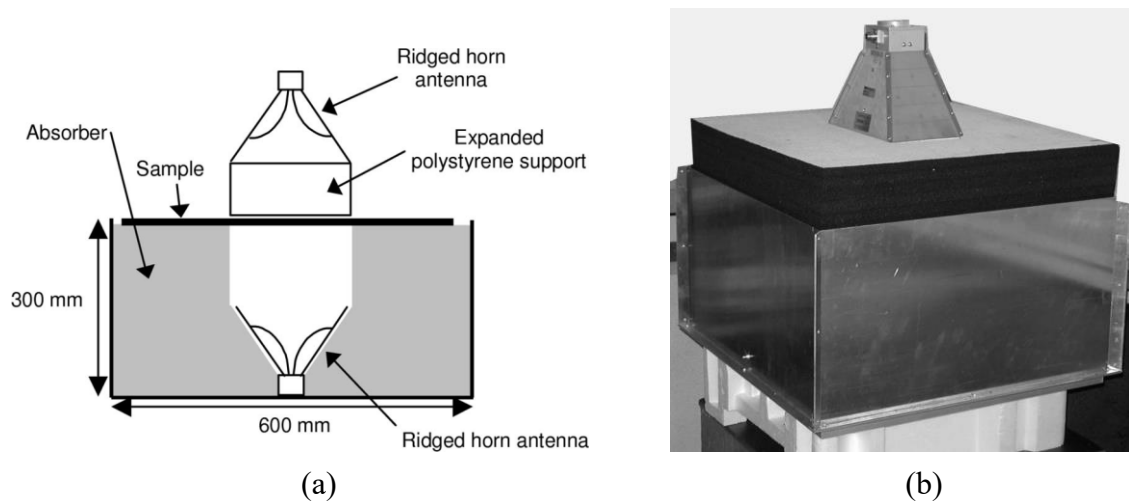 Ridged horn
antenna
Absorber
Expanded
polystyrene support
Sample
300 mm
600 mm
Ridged horn antenna
(a)
(b)